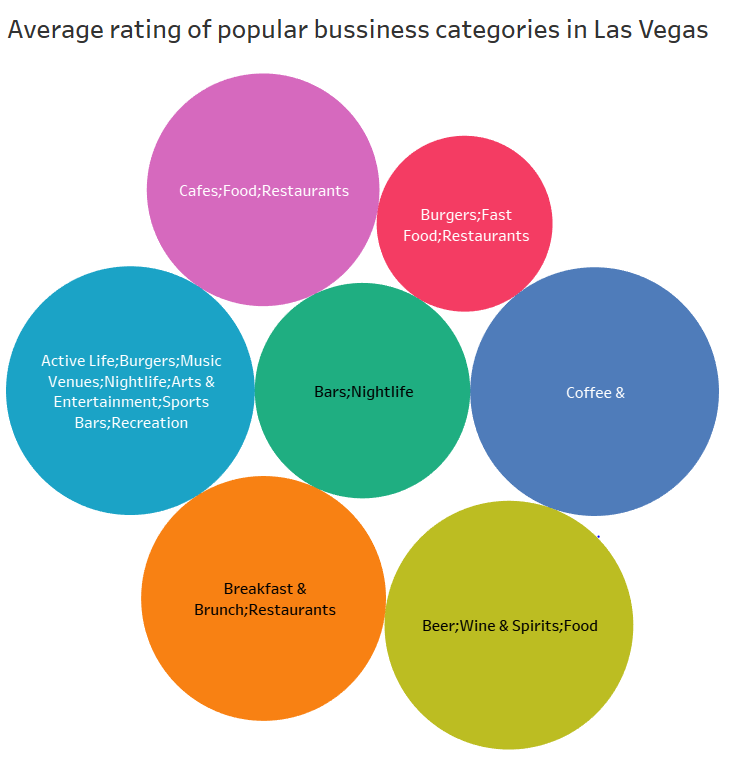 Average rating of popular bussiness categories in Las Vegas
Cafes;Food;Restaurants
Burgers;Fast
Food;Restaurants
Active Life;Burgers;Music
Venues;Nightlife;Arts &
Entertainment;Sports
Bars;Recreation
Bars;Nightlife
Coffee &
Breakfast &
Brunch;Restaurants
Beer;Wine & Spirits;Food